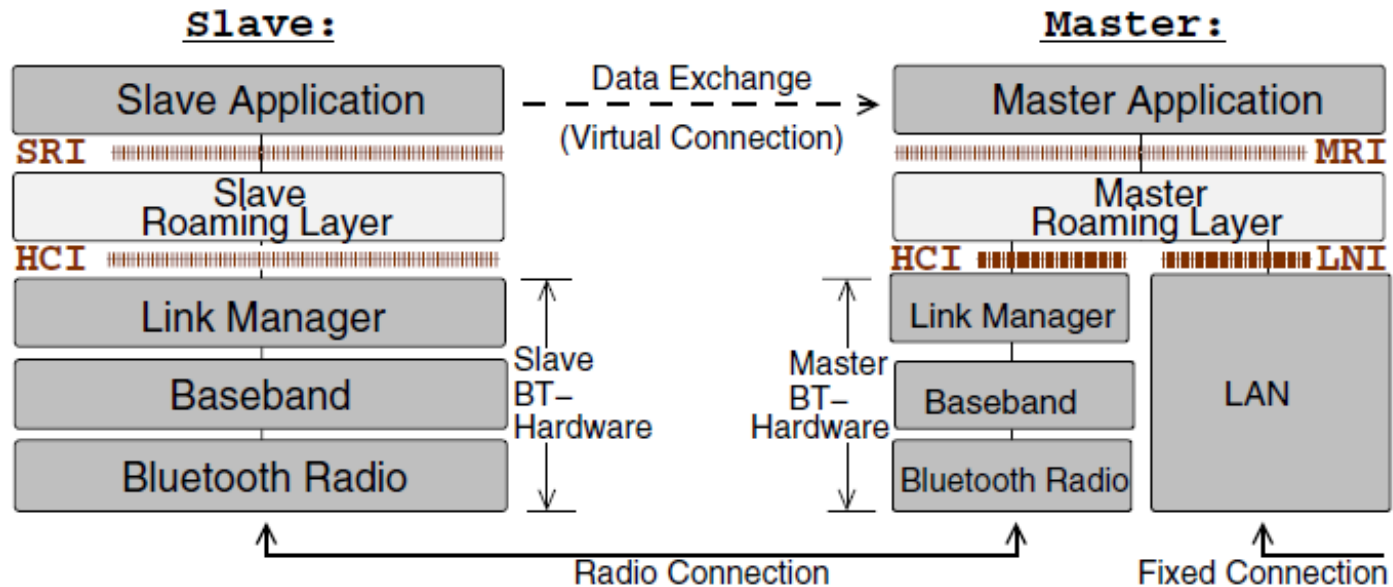 Slave:
Master:
Slave Application
Data Exchange
(Virtual Connection)
Master Application
SRI
MRI
Slave
Roaming Layer
Master
Roaming Layer
HCI
HCI
LNI
Link Manager
Baseband
Bluetooth Radio
Slave
BT–
Hardware
Master
BT–
Hardware
Link Manager
Baseband
Bluetooth Radio
LAN
Radio Connection
Fixed Connection